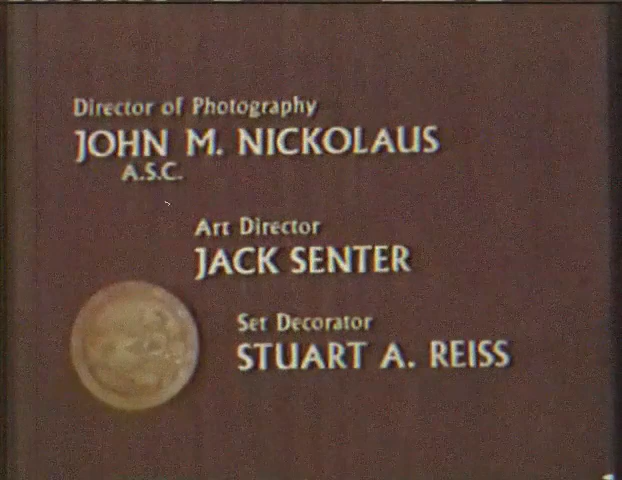 Director of Photography
JOHN M. NICKOLAUS
A.S.C.
Art Director
JACK SENTER
Set Decorator
STUART A. REISS